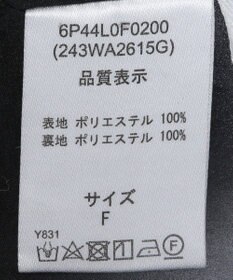 6P44L0F0200
(243WA2615G)
品質表示
表地 ポリエステル 100%
裏地 ポリエステル 100%
サイズ
F
Y831
F